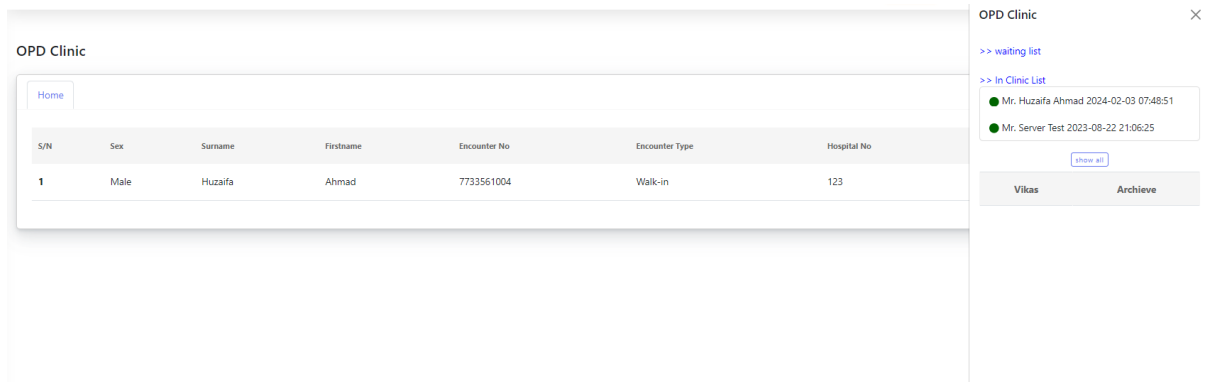 OPD Clinic
Home
S/N Sex Surname Firstname Encounter No Encounter Type Hospital No
1 Male Huzaifa Ahmad 7733561004 Walk-in 123
OPD Clinic
>> waiting list
>> In Clinic List
Mr. Huzaifa Ahmad 2024-02-03 07:48:51
Mr. Server Test 2023-08-22 21:06:25
show all
Vikas Archieve